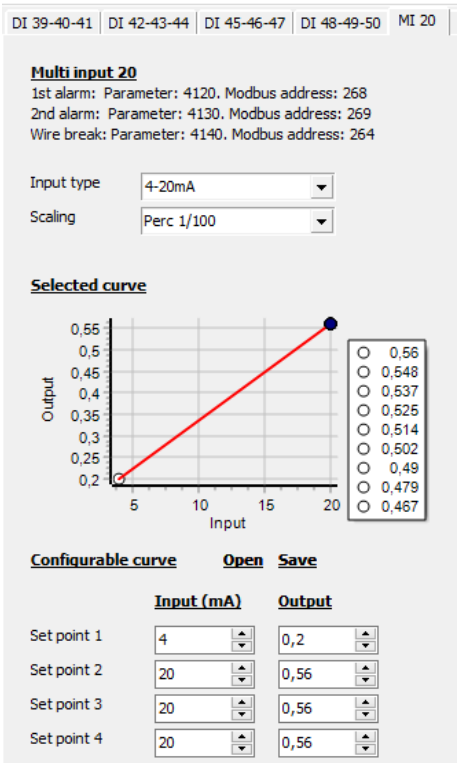 DI 39-40-41 DI 42-43-44 DI 45-46-47 DI 48-49-50 MI 20
Multi input 20
1st alarm: Parameter: 4120. Modbus address: 268
2nd alarm: Parameter: 4130. Modbus address: 269
Wire break: Parameter: 4140. Modbus address: 264
Input type 4-20mA
Scaling Perc 1/100
Selected curve
Output
0,55
0,5
0,45
0,4
0,35
0,3
0,25
0,2
5 10 15 20
Input
0,56
0,548
0,537
0,525
0,514
0,502
0,49
0,479
0,467
Configurable curve Open Save
Input (mA) Output
Set point 1 4 0,2
Set point 2 20 0,56
Set point 3 20 0,56
Set point 4 20 0,56